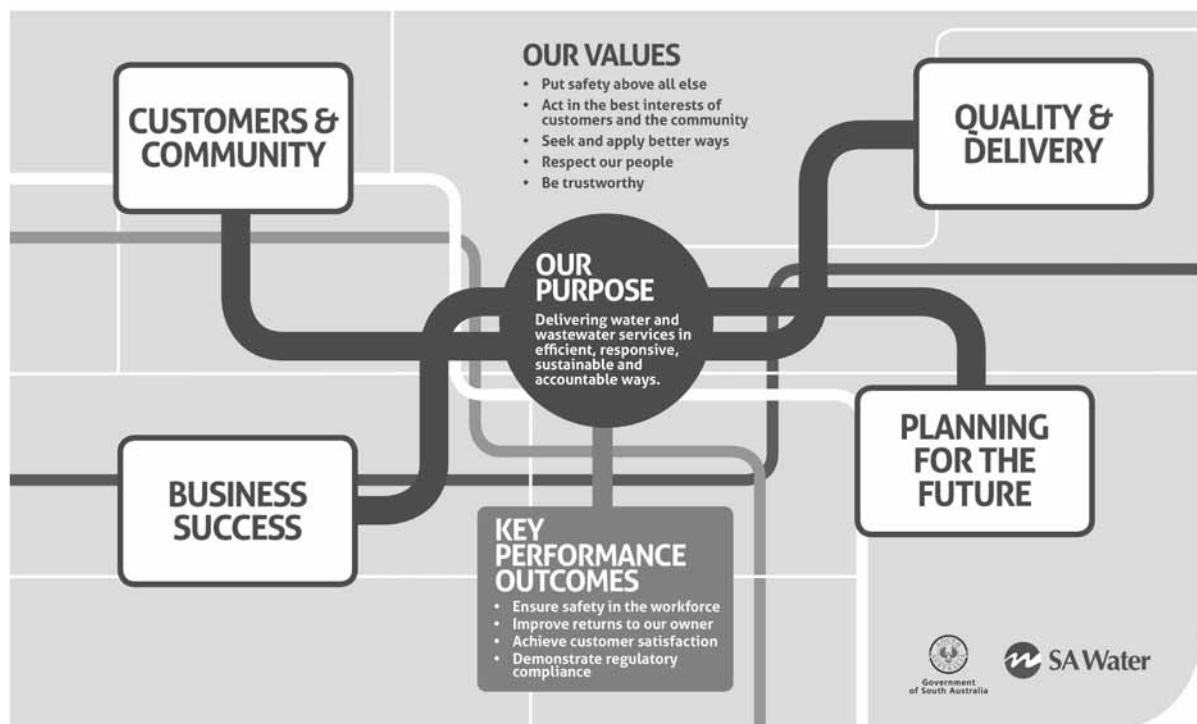 OUR VALUES
• Put safety above all else
• Act in the best interests of
customers and the community
• Seek and apply better ways
• Respect our people
• Be trustworthy
CUSTOMERS &
COMMUNITY
QUALITY &
DELIVERY
OUR
PURPOSE
Delivering water and
wastewater services in
efficient, responsive,
sustainable and
accountable ways.
BUSINESS
SUCCESS
PLANNING
FOR THE
FUTURE
KEY
PERFORMANCE
OUTCOMES
• Ensure safety in the workforce
• Improve returns to our owner
• Achieve customer satisfaction
• Demonstrate regulatory
compliance
Government
of South Australia
SA Water